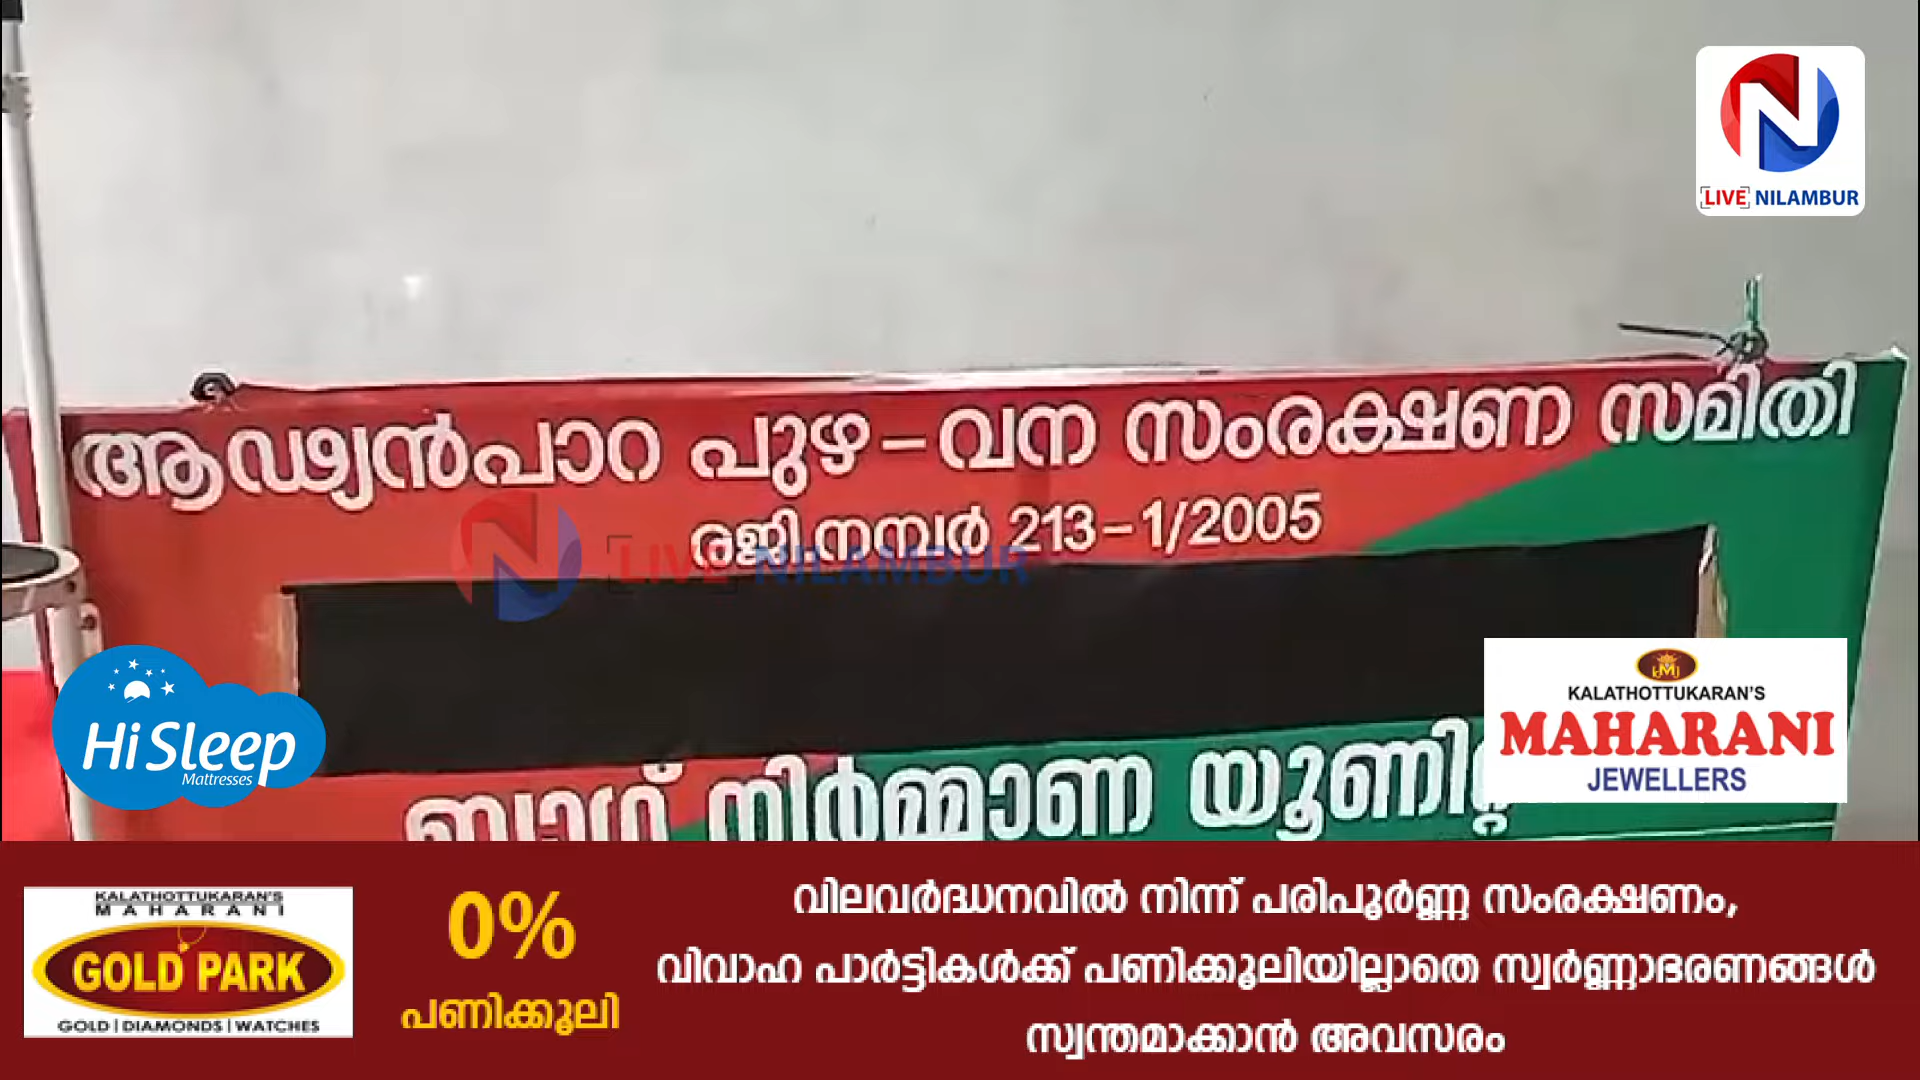 LIVE NILAMBUR
ആഢ്യൻപാറ പുഴ-വന സംരക്ഷണ സമിതി
രജി.നമ്പർ 213-1/2005
LIVE NILAMBUR
Hi Sleep
Mattresses
ബാഗ് നിർമ്മാണ യൂണിറ്റ്
KALATHOTTUKARAN'S
MAHARANI
JEWELLERS
KALATHOTTUKARAN'S
MAHARANI
GOLD PARK
GOLD | DIAMONDS | WATCHES
0%
പണിക്കൂലി
വിലവർദ്ധനവിൽ നിന്ന് പരിപൂർണ്ണ സംരക്ഷണം,
വിവാഹ പാർട്ടികൾക്ക് പണിക്കൂലിയില്ലാതെ സ്വർണ്ണാഭരണങ്ങൾ
സ്വന്തമാക്കാൻ അവസരം